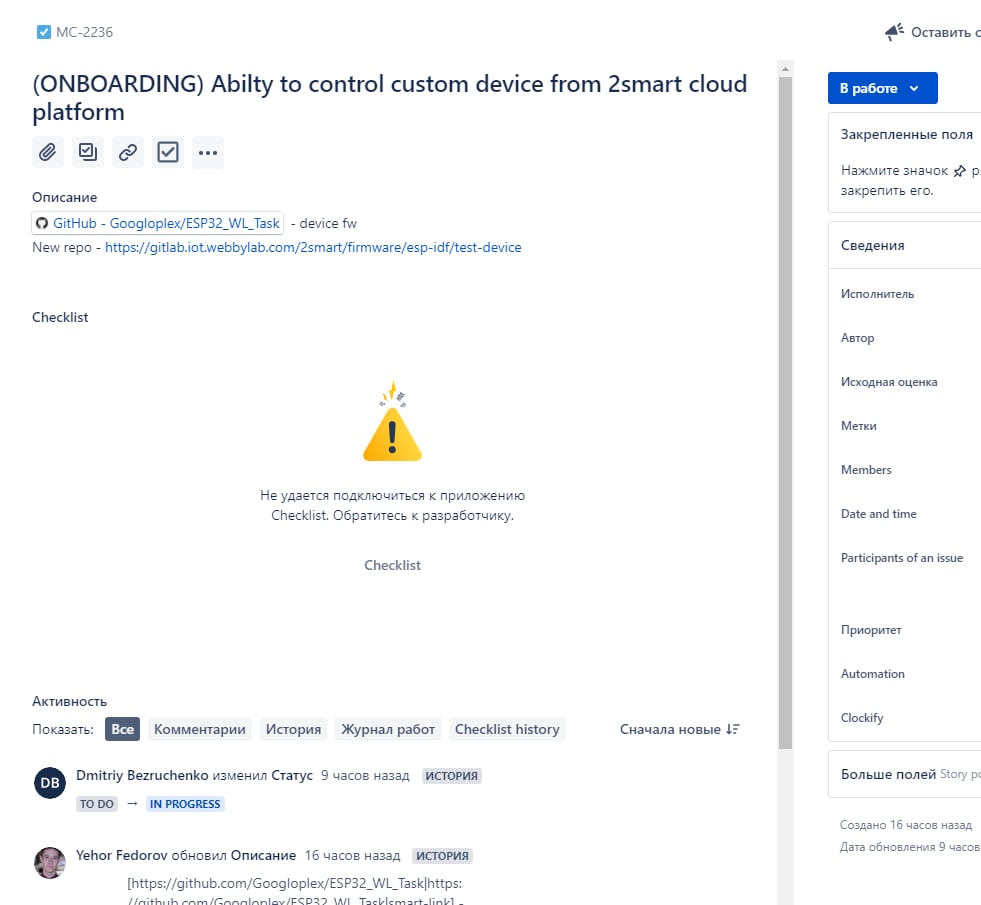 MC-2236
Оставить о
(ONBOARDING) Abilty to control custom device from 2smart cloud
platform
Описание
GitHub - Googloplex/ESP32_WL_Task - device fw
New repo - https://gitlab.iot.webbylab.com/2smart/firmware/esp-idf/test-device
Checklist
Не удается подключиться к приложению
Checklist. Обратитесь к разработчику.
Checklist
Активность
Показать: Все Комментарии История Журнал работ Checklist history Сначала новые
DB Dmitriy Bezruchenko изменил Статус 9 часов назад ИСТОРИЯ
TO DO → IN PROGRESS
Yehor Fedorov обновил Описание 16 часов назад ИСТОРИЯ
[https://github.com/Googloplex/ESP32_WL_Task|https:
//github.com/Googloplex/ESP32_WL_Task|smart-link] -
В работе
Закрепленные поля
Нажмите значок р
закрепить его.
Сведения
Исполнитель
Автор
Исходная оценка
Метки
Members
Date and time
Participants of an issue
Приоритет
Automation
Clockify
Больше полей Story po
Создано 16 часов назад
Дата обновления 9 часов